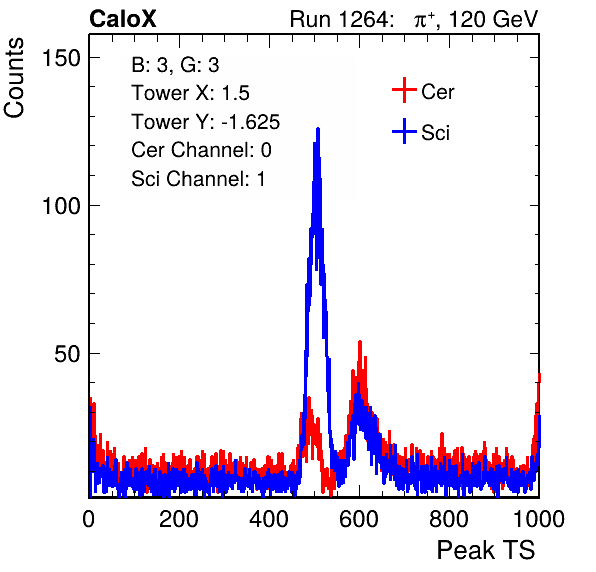 CaloX Run 1264: π⁺, 120 GeV
B: 3, G: 3
Tower X: 1.5
Tower Y: -1.625
Cer Channel: 0
Sci Channel: 1
Cer
Sci
Counts
150
100
50
0 200 400 600 800 1000
Peak TS